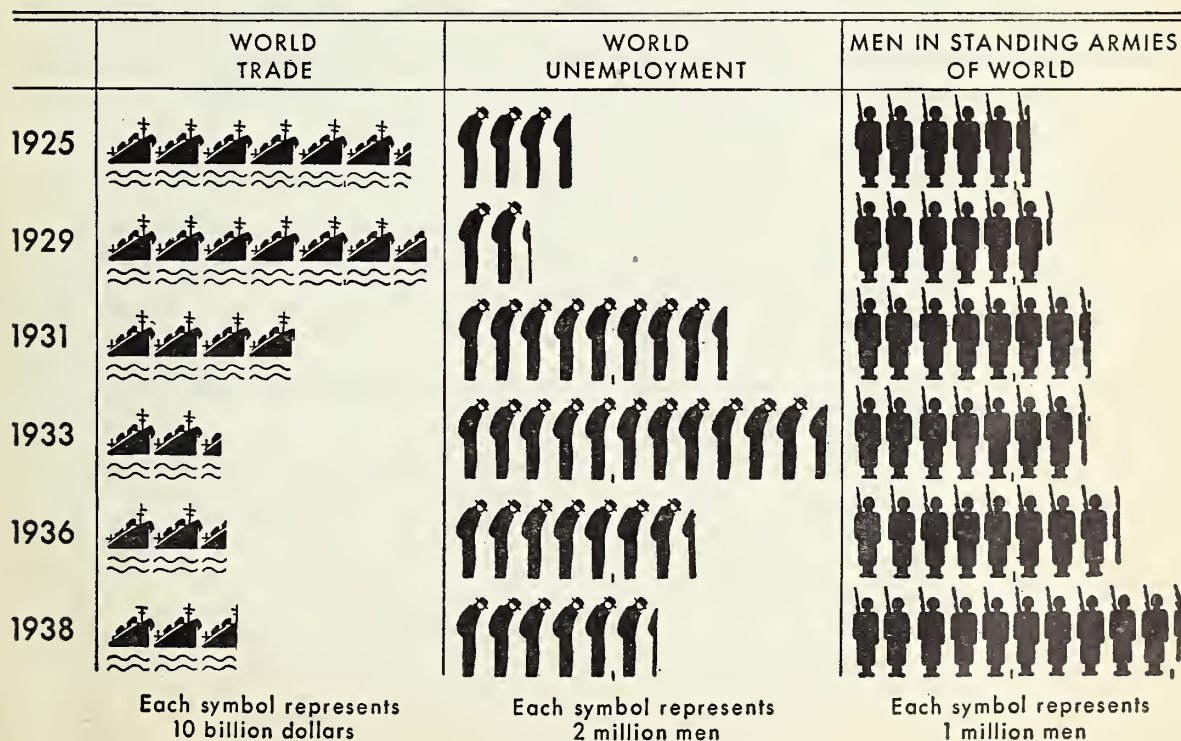 WORLD
TRADE
WORLD
UNEMPLOYMENT
MEN IN STANDING ARMIES
OF WORLD
1925
1929
1931
1933
1936
1938
Each symbol represents
10 billion dollars
Each symbol represents
2 million men
Each symbol represents
1 million men